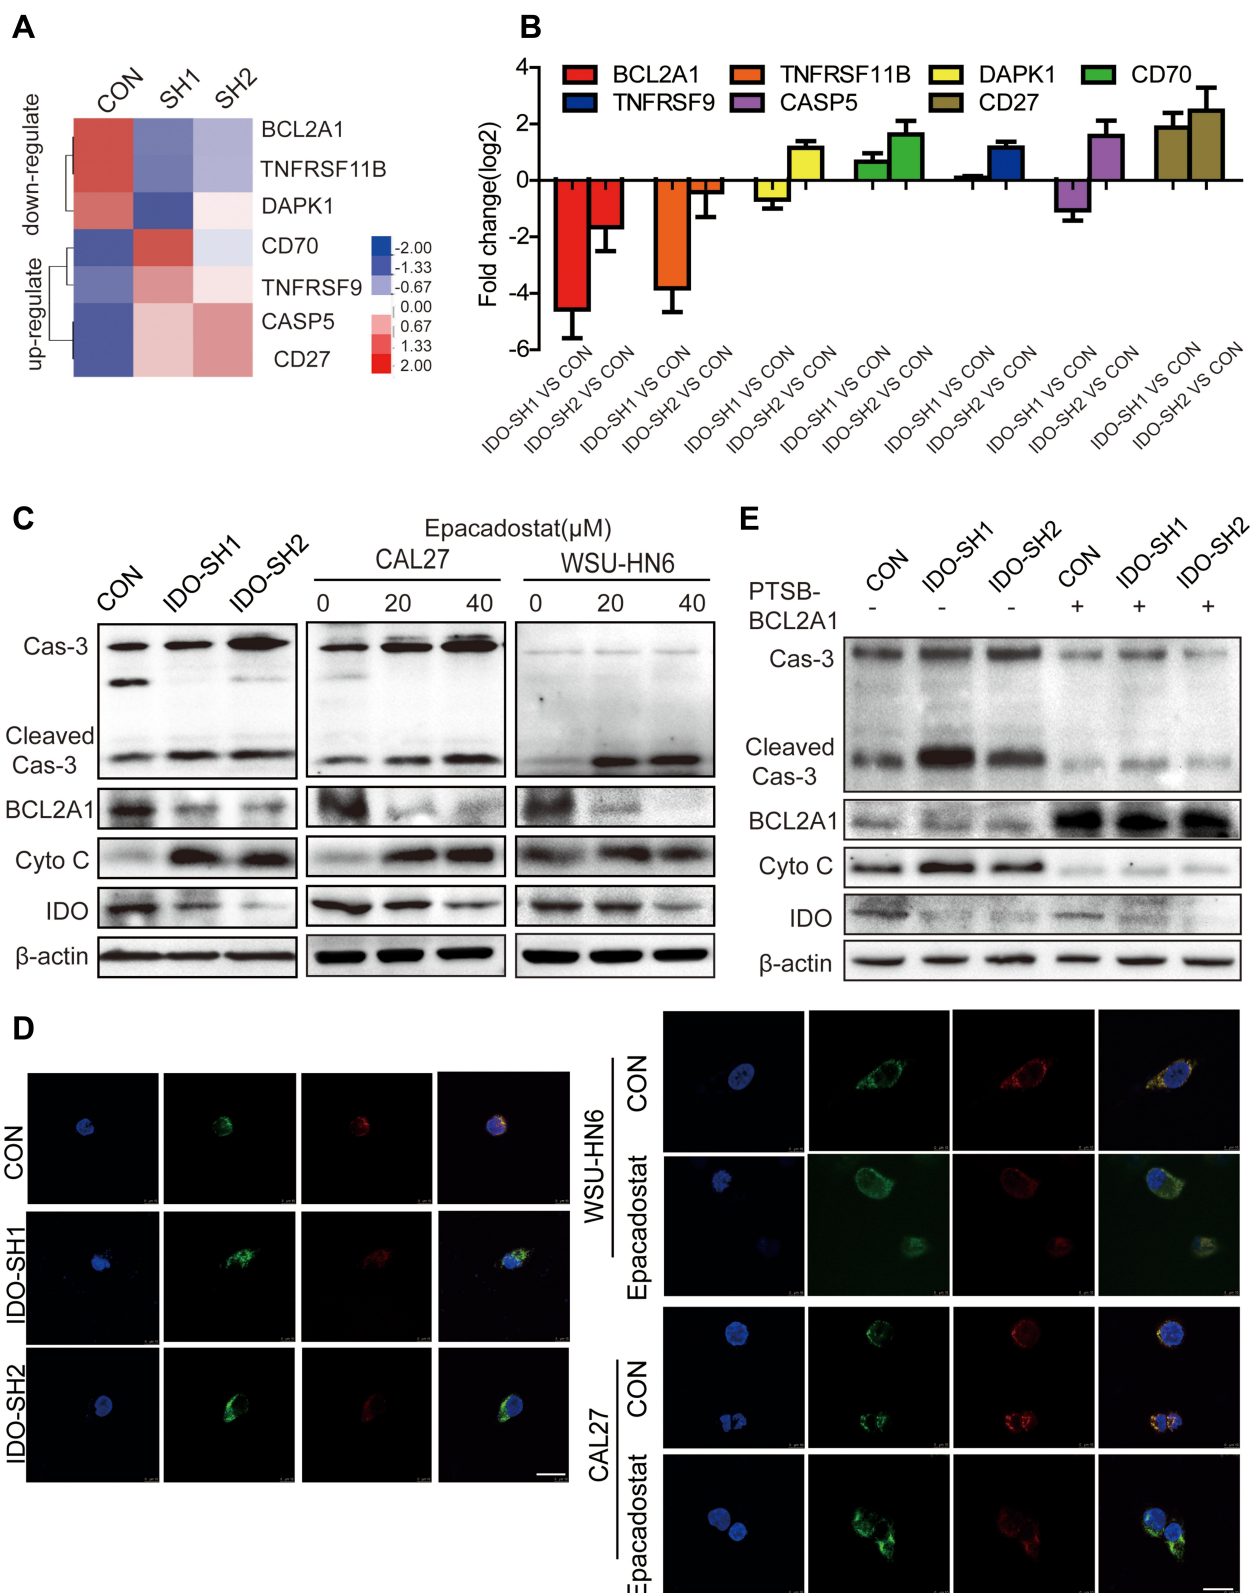 A
CON SH1 SH2
down-regulate
up-regulate
BCL2A1
TNFRSF11B
DAPK1
CD70
TNFRSF9
CASP5
CD27
-2.00
-1.33
-0.67
0.00
0.67
1.33
2.00
B
Fold change(log2)
4
2
0
-2
-4
-6
BCL2A1 TNFRSF11B DAPK1 CD70
TNFRSF9 CASP5 CD27
IDO-SH1 VS CON
IDO-SH2 VS CON
IDO-SH1 VS CON
IDO-SH2 VS CON
IDO-SH1 VS CON
IDO-SH2 VS CON
IDO-SH1 VS CON
IDO-SH2 VS CON
IDO-SH1 VS CON
IDO-SH2 VS CON
IDO-SH1 VS CON
IDO-SH2 VS CON
IDO-SH1 VS CON
IDO-SH2 VS CON
C
Epacadostat(μM)
CON IDO-SH1 IDO-SH2 CAL27 WSU-HN6
0 20 40 0 20 40
Cas-3
Cleaved
Cas-3
BCL2A1
Cyto C
IDO
β-actin
E
CON IDO-SH1 IDO-SH2 CON IDO-SH1 IDO-SH2
PTSB-
BCL2A1
- - - + + +
Cas-3
Cleaved
Cas-3
BCL2A1
Cyto C
IDO
β-actin
D
CON
IDO-SH1
IDO-SH2
WSU-HN6
CON
Epacadostat
CAL27
CON
Epacadostat